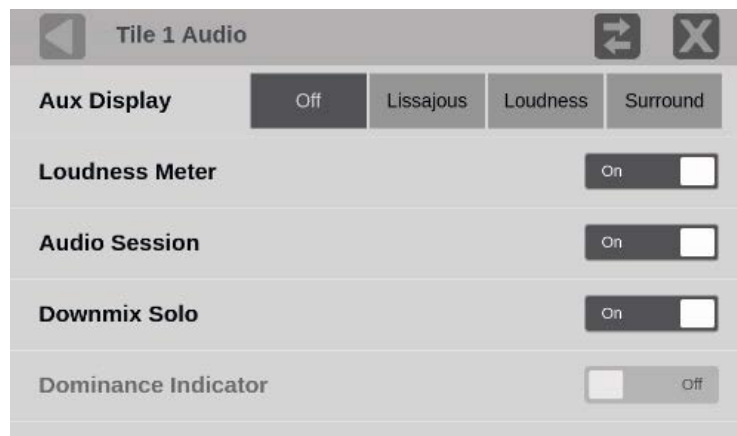 Tile 1 Audio
Aux Display Off Lissajous Loudness Surround
Loudness Meter On
Audio Session On
Downmix Solo On
Dominance Indicator Off